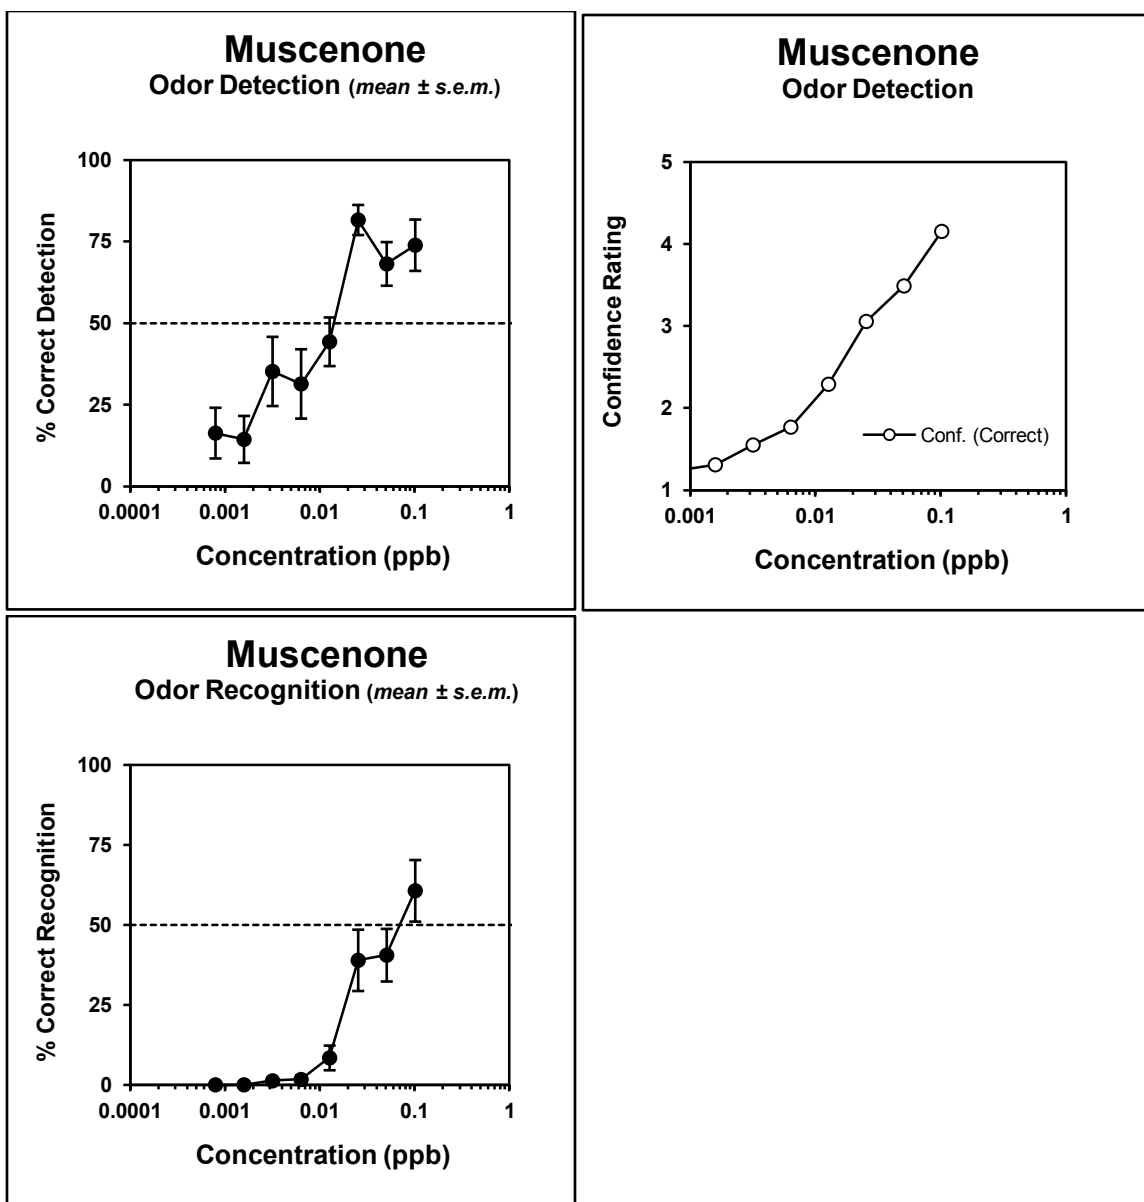 Muscenone
Odor Detection (mean ± s.e.m.)
100
75
50
25
0
% Correct Detection
0.0001 0.001 0.01 0.1 1
Concentration (ppb)
Muscenone
Odor Detection
5
4
3
2
1
Confidence Rating
Conf. (Correct)
0.001 0.01 0.1 1
Concentration (ppb)
Muscenone
Odor Recognition (mean ± s.e.m.)
100
75
50
25
0
% Correct Recognition
0.0001 0.001 0.01 0.1 1
Concentration (ppb)